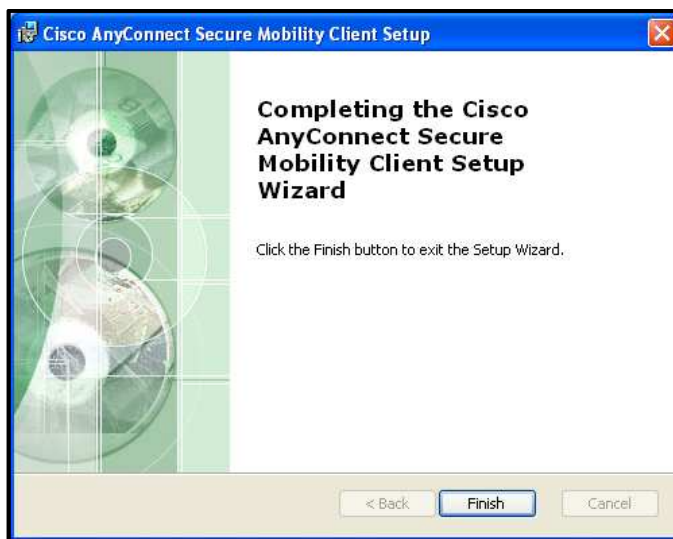 Cisco AnyConnect Secure Mobility Client Setup
Completing the Cisco
AnyConnect Secure
Mobility Client Setup
Wizard
Click the Finish button to exit the Setup Wizard.
< Back
Finish
Cancel